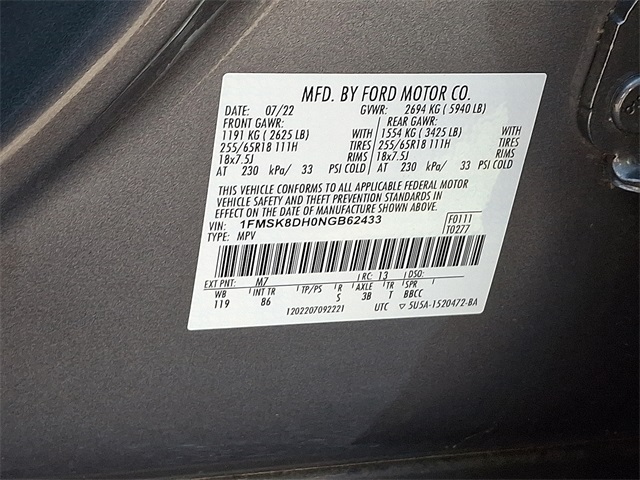 MFD. BY FORD MOTOR CO.
DATE: 07/22 GVWR: 2694 KG ( 5940 LB)
FRONT GAWR: REAR GAWR:
1191 KG ( 2625 LB) WITH 1554 KG ( 3425 LB) WITH
255/65R18 111H TIRES 255/65R18 111H TIRES
18x7.5J RIMS 18x7.5J RIMS
AT 230 kPa/ 33 PSI COLD AT 230 kPa/ 33 PSI COLD
THIS VEHICLE CONFORMS TO ALL APPLICABLE FEDERAL MOTOR
VEHICLE SAFETY AND THEFT PREVENTION STANDARDS IN
EFFECT ON THE DATE OF MANUFACTURE SHOWN ABOVE.
VIN: 1FMSK8DH0NGB62433 F0111
TYPE: MPV T0277
EXT PNT: M7 RC: 13 DSO:
WB INT TR TP/PS R AXLE TR SPR
119 86 S 3B T BBCC
1202207092221 UTC ▽ 5U5A-1520472-BA